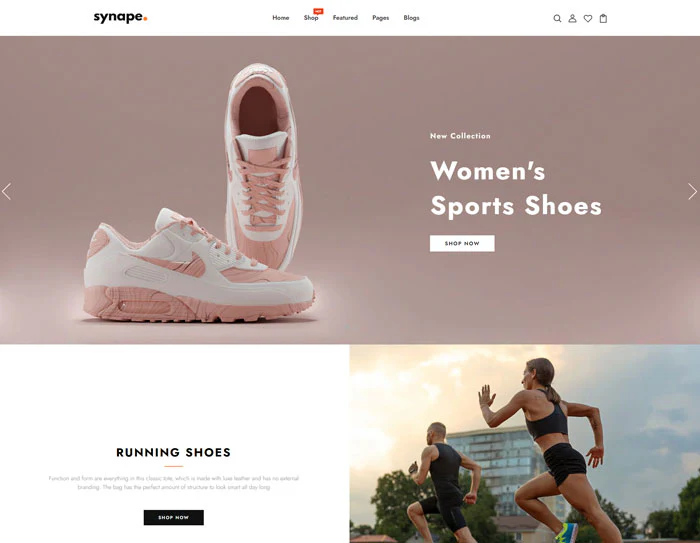 synape.
Home
Shop
HOT
Featured
Pages
Blogs
New Collection
Women's
Sports Shoes
SHOP NOW
RUNNING SHOES
Function and form are everything in this classic tote, which is made with luxe leather and has no external
branding. The bag has the perfect amount of structure to look smart all day long.
SHOP NOW